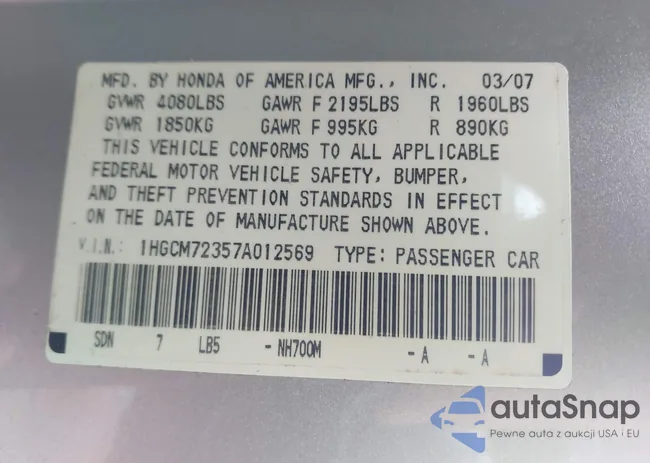 MFD. BY HONDA OF AMERICA MFG., INC. 03/07
GVWR 4080LBS GAWR F 2195LBS R 1960LBS
GVWR 1850KG GAWR F 995KG R 890KG
THIS VEHICLE CONFORMS TO ALL APPLICABLE
FEDERAL MOTOR VEHICLE SAFETY, BUMPER,
AND THEFT PREVENTION STANDARDS IN EFFECT
ON THE DATE OF MANUFACTURE SHOWN ABOVE.
V.I.N.: 1HGCM72357A012569 TYPE: PASSENGER CAR
SDN 7 LB5 - NH700M - A - A
autaSnap
Pewne auta z aukcji USA i EU